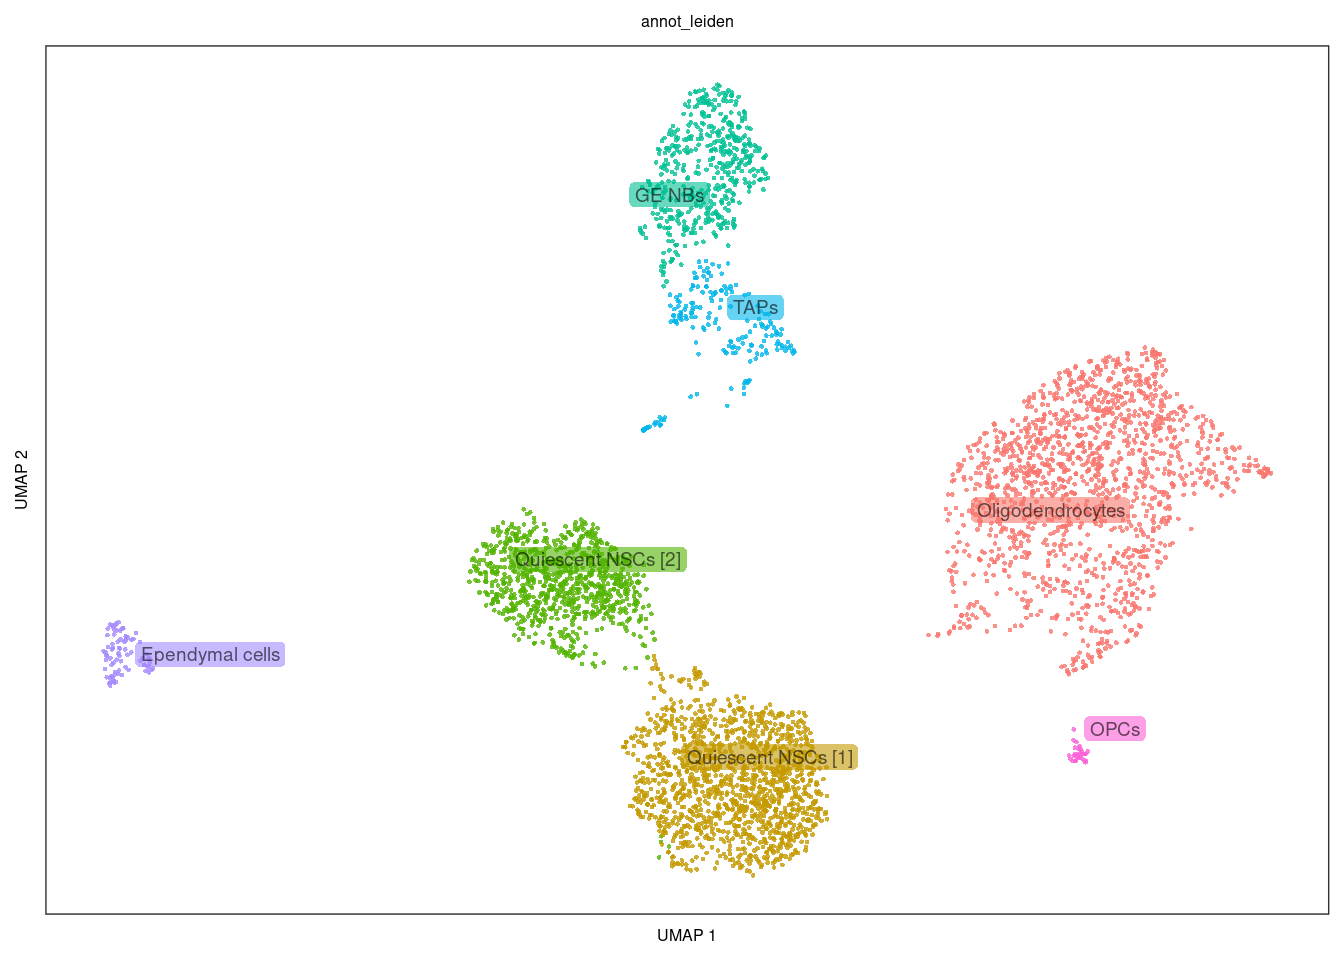 annot_leiden
GE NBs
TAPs
UMAP 2
Oligodendrocytes
Quiescent NSCs [2]
Ependymal cells
OPCs
Quiescent NSCs [1]
UMAP 1